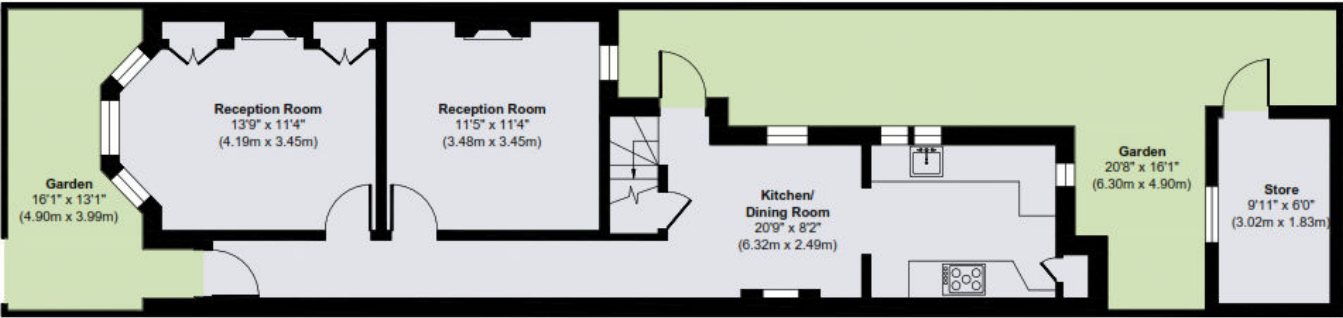 Reception Room
13'9" x 11'4"
(4.19m x 3.45m)
Reception Room
11'5" x 11'4"
(3.48m x 3.45m)
Garden
16'1" x 13'1"
(4.90m x 3.99m)
Kitchen/
Dining Room
20'9" x 8'2"
(6.32m x 2.49m)
Garden
20'8" x 16'1"
(6.30m x 4.90m)
Store
9'11" x 6'0"
(3.02m x 1.83m)